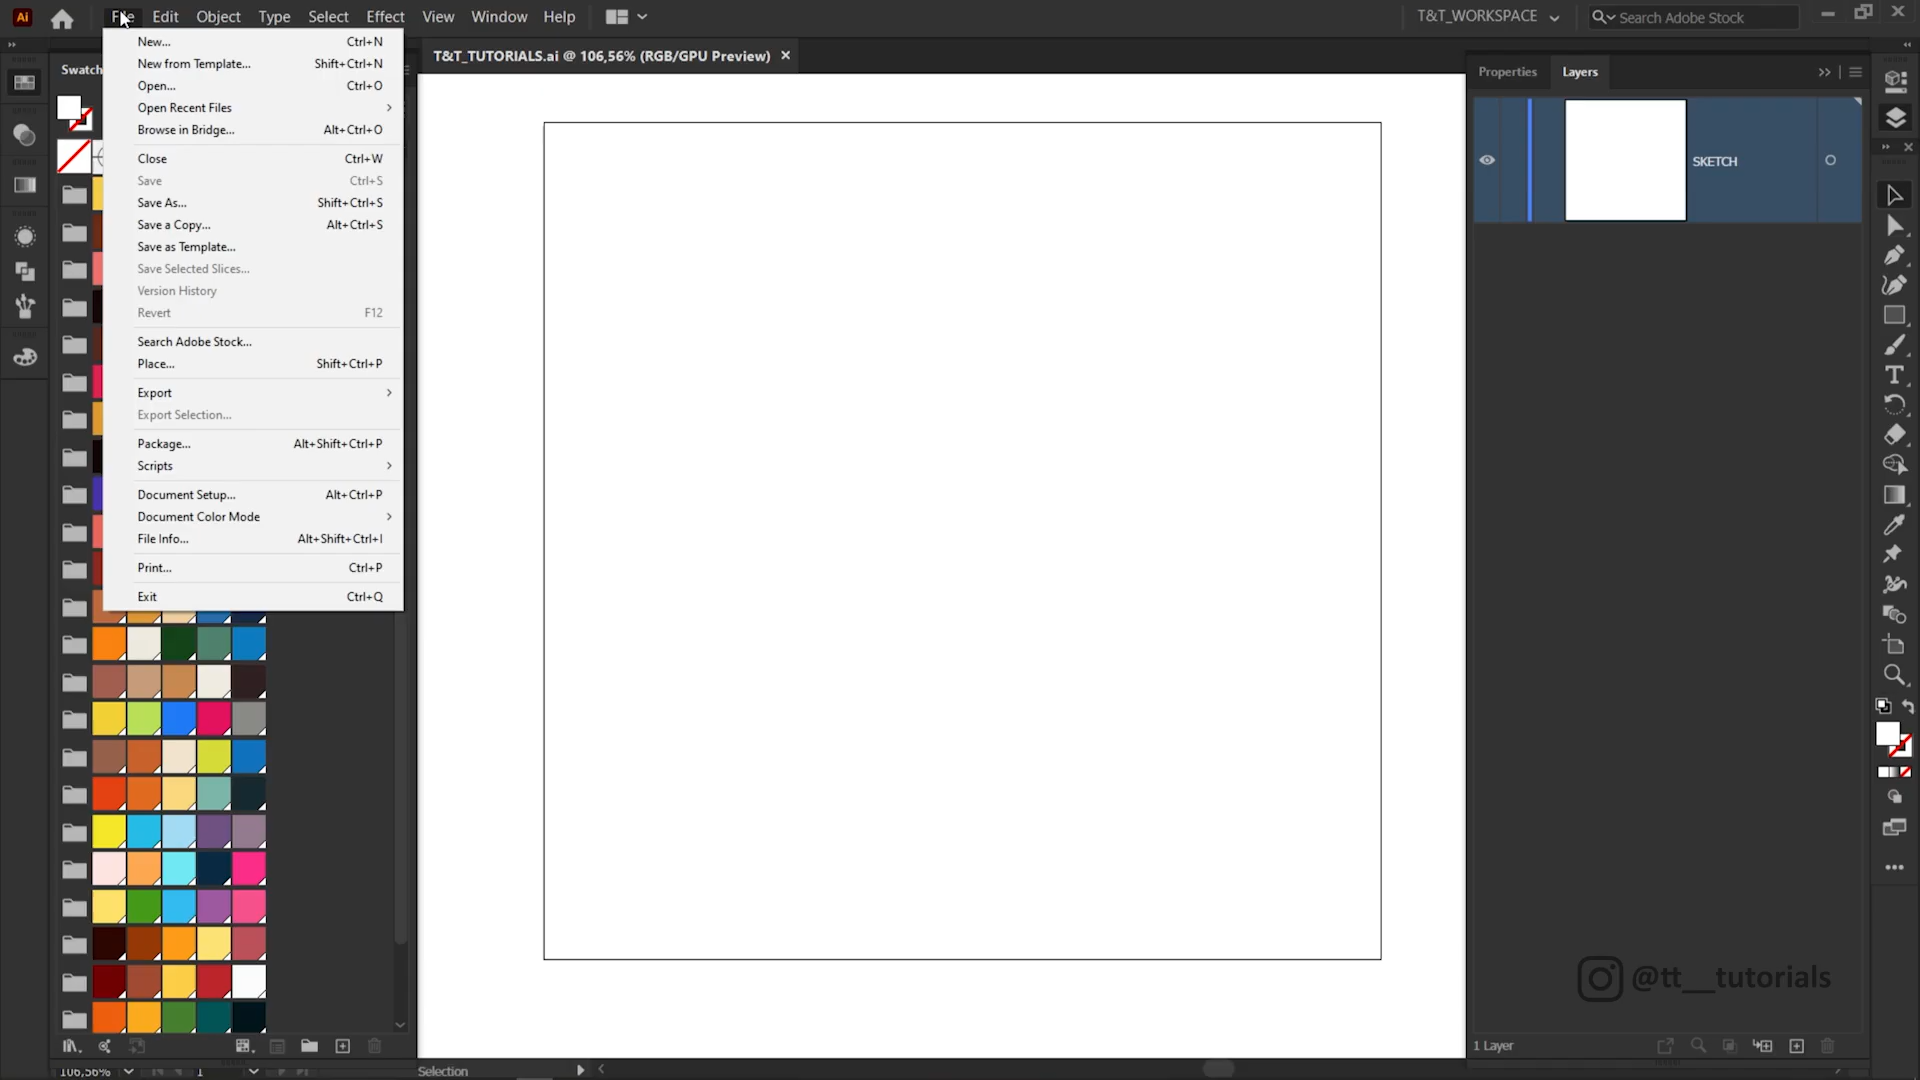 Ai
File Edit Object Type Select Effect View Window Help
T&T_WORKSPACE
Search Adobe Stock
Swatch
T&T_TUTORIALS.ai @ 106,56% (RGB/GPU Preview)
New... Ctrl+N
New from Template... Shift+Ctrl+N
Open... Ctrl+O
Open Recent Files
Browse in Bridge... Alt+Ctrl+O
Close Ctrl+W
Save Ctrl+S
Save As... Shift+Ctrl+S
Save a Copy... Alt+Ctrl+S
Save as Template...
Save Selected Slices...
Version History
Revert F12
Search Adobe Stock...
Place... Shift+Ctrl+P
Export
Export Selection...
Package... Alt+Shift+Ctrl+P
Scripts
Document Setup... Alt+Ctrl+P
Document Color Mode
File Info... Alt+Shift+Ctrl+I
Print... Ctrl+P
Exit Ctrl+Q
Properties Layers
SKETCH
@tt__tutorials
1 Layer
106,56% 1 Selection